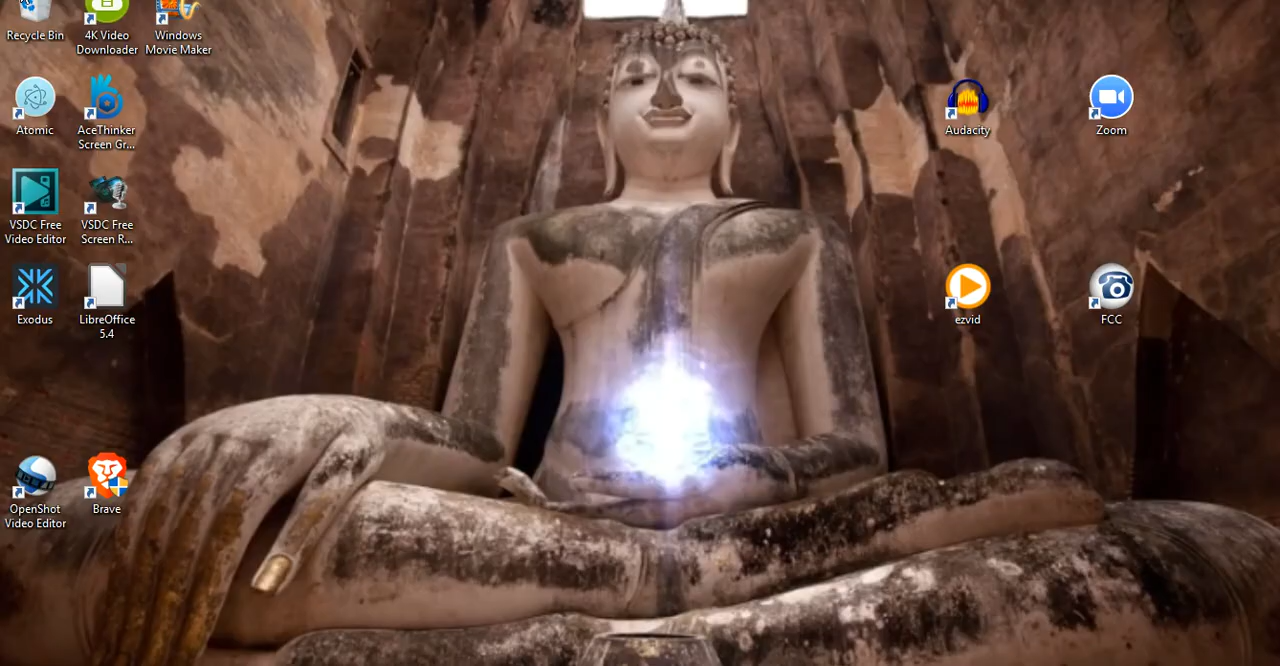 Recycle Bin
4K Video
Downloader
Windows
Movie Maker
Atomic
AceThinker
Screen Gr...
Audacity
Zoom
VSDC Free
Video Editor
VSDC Free
Screen R...
Exodus
LibreOffice
5.4
ezvid
FCC
OpenShot
Video Editor
Brave